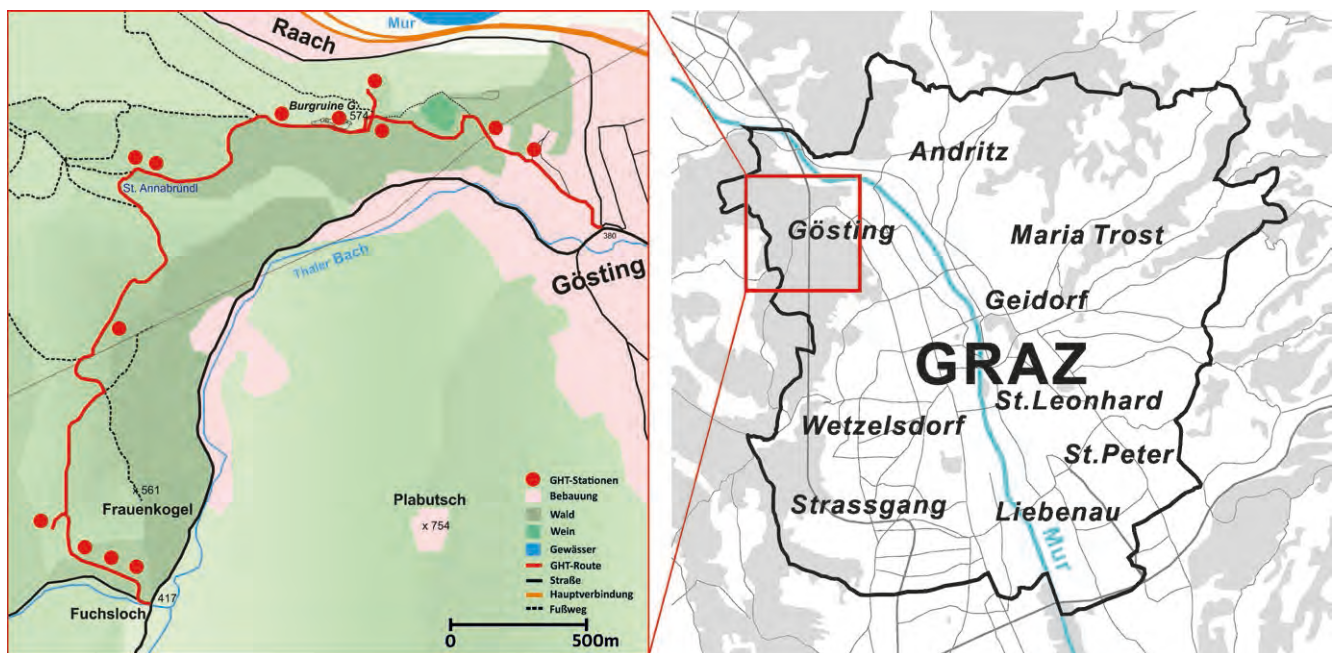 Mur
Raach
Burgruine G.
574
St. Annabründl
380
Thaler Bach
Gösting
x 561
Frauenkogel
Plabutsch
x 754
417
Fuchsloch
GHT-Stationen
Bebauung
Wald
Wein
Gewässer
GHT-Route
Straße
Hauptverbindung
Fußweg
0 500m
Andritz
Gösting
Maria Trost
Geidorf
GRAZ
St.Leonhard
Wetzelsdorf
St.Peter
Strassgang
Liebenau
Mur